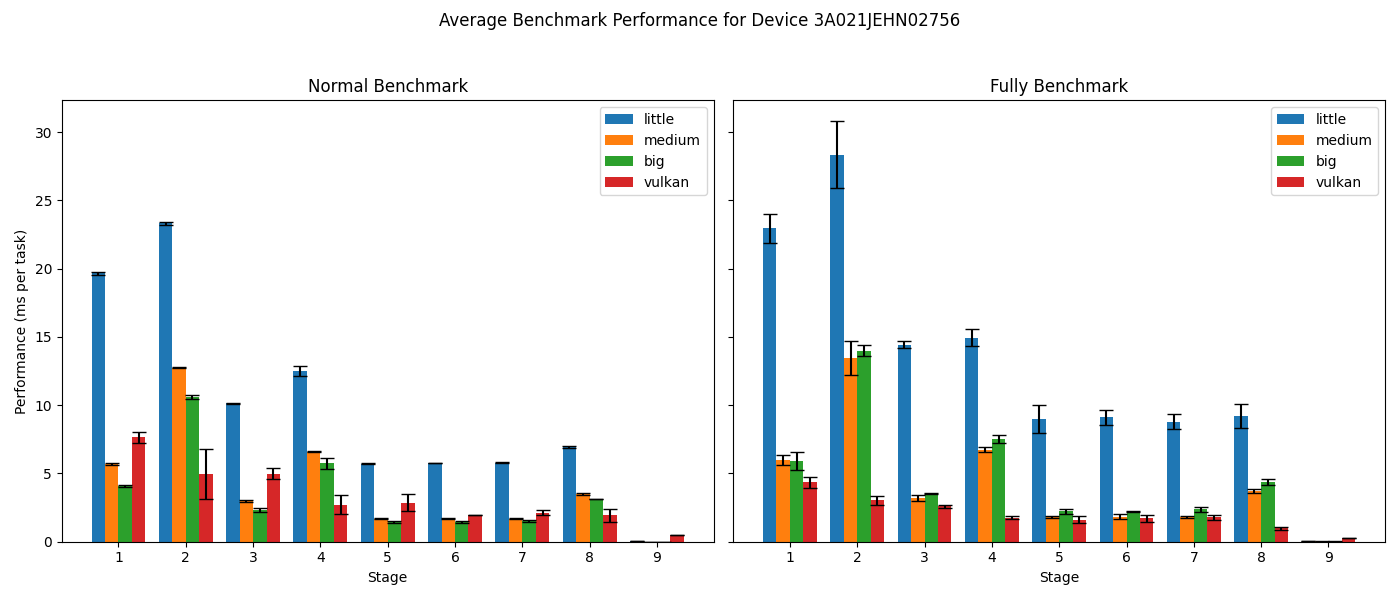 Average Benchmark Performance for Device 3A021JEHN02756
Normal Benchmark
Performance (ms per task)
30
25
20
15
10
5
0
little
medium
big
vulkan
1 2 3 4 5 6 7 8 9
Stage
Fully Benchmark
little
medium
big
vulkan
1 2 3 4 5 6 7 8 9
Stage